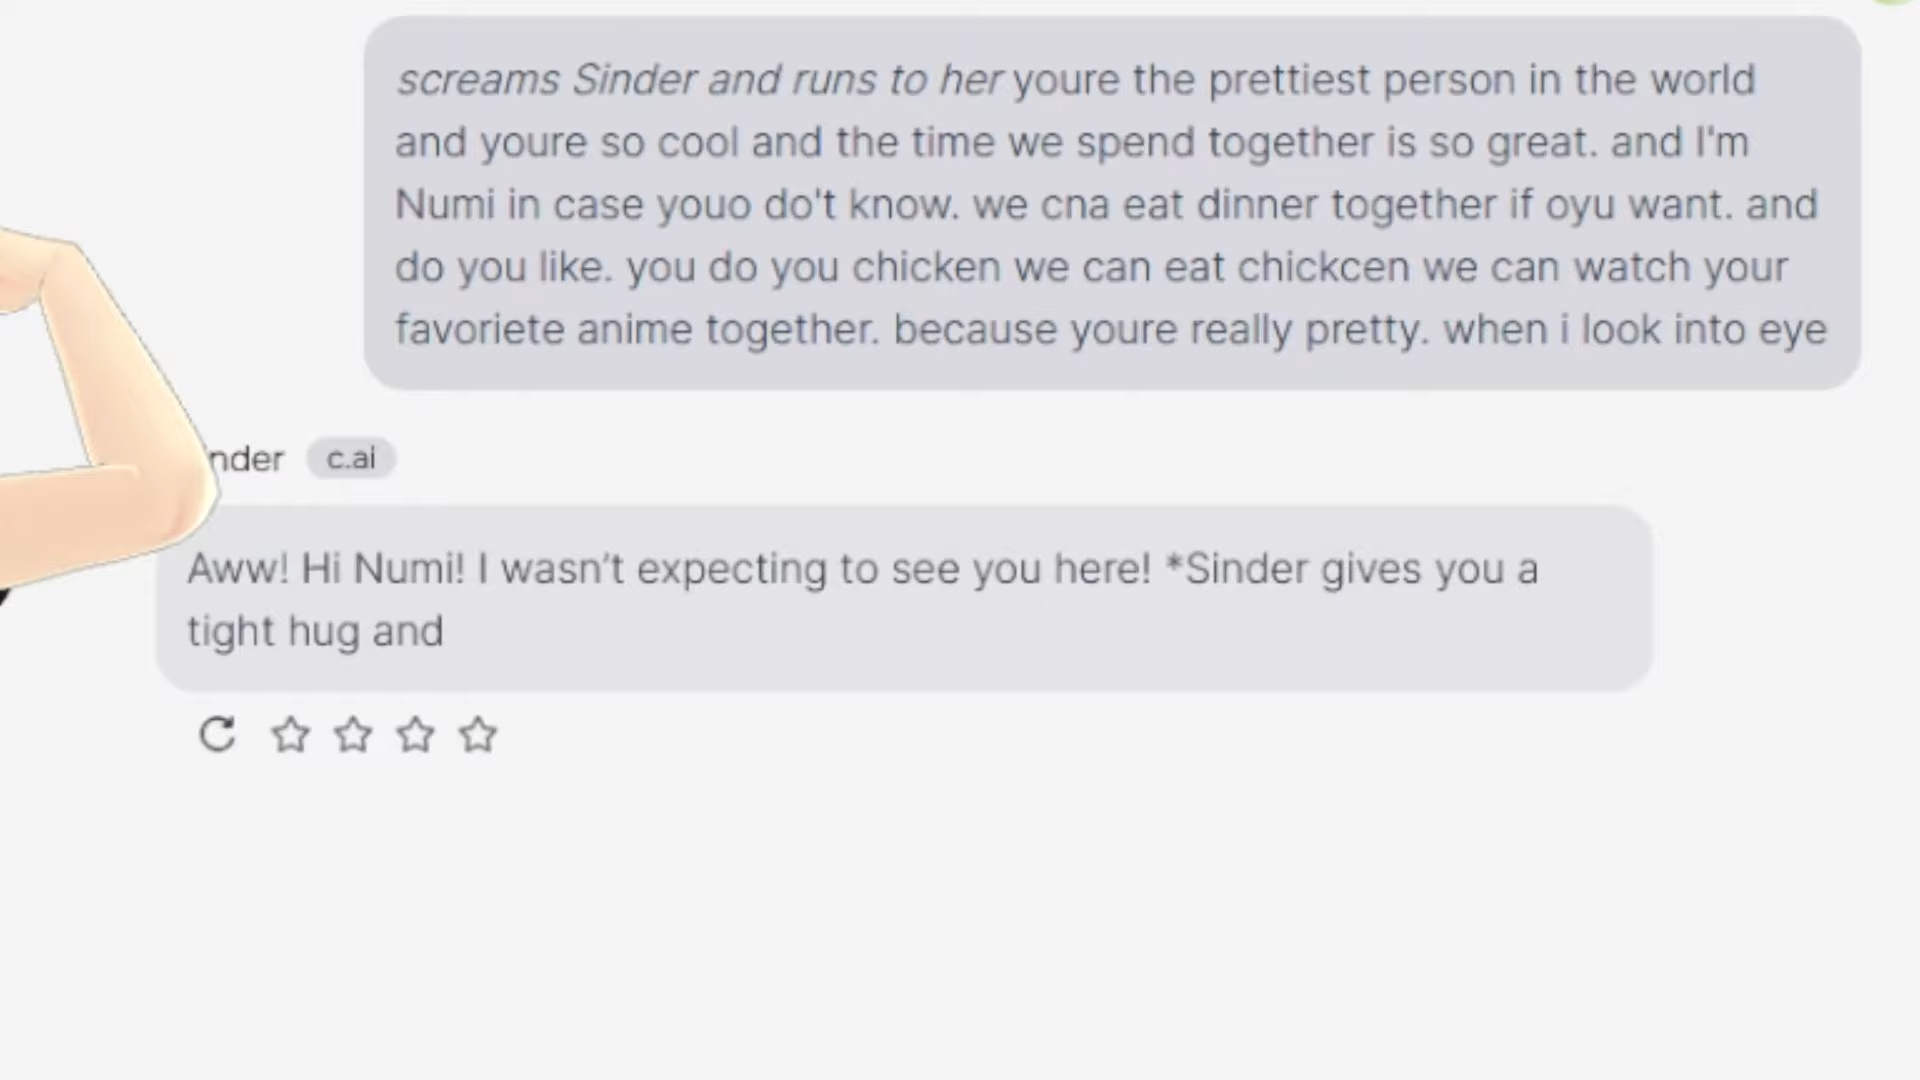 screams Sinder and runs to her youre the prettiest person in the world
and youre so cool and the time we spend together is so great. and I'm
Numi in case youo do't know. we cna eat dinner together if oyu want. and
do you like. you do you chicken we can eat chickcen we can watch your
favoriete anime together. because youre really pretty. when i look into eye
nder c.ai
Aww! Hi Numi! I wasn’t expecting to see you here! *Sinder gives you a
tight hug and